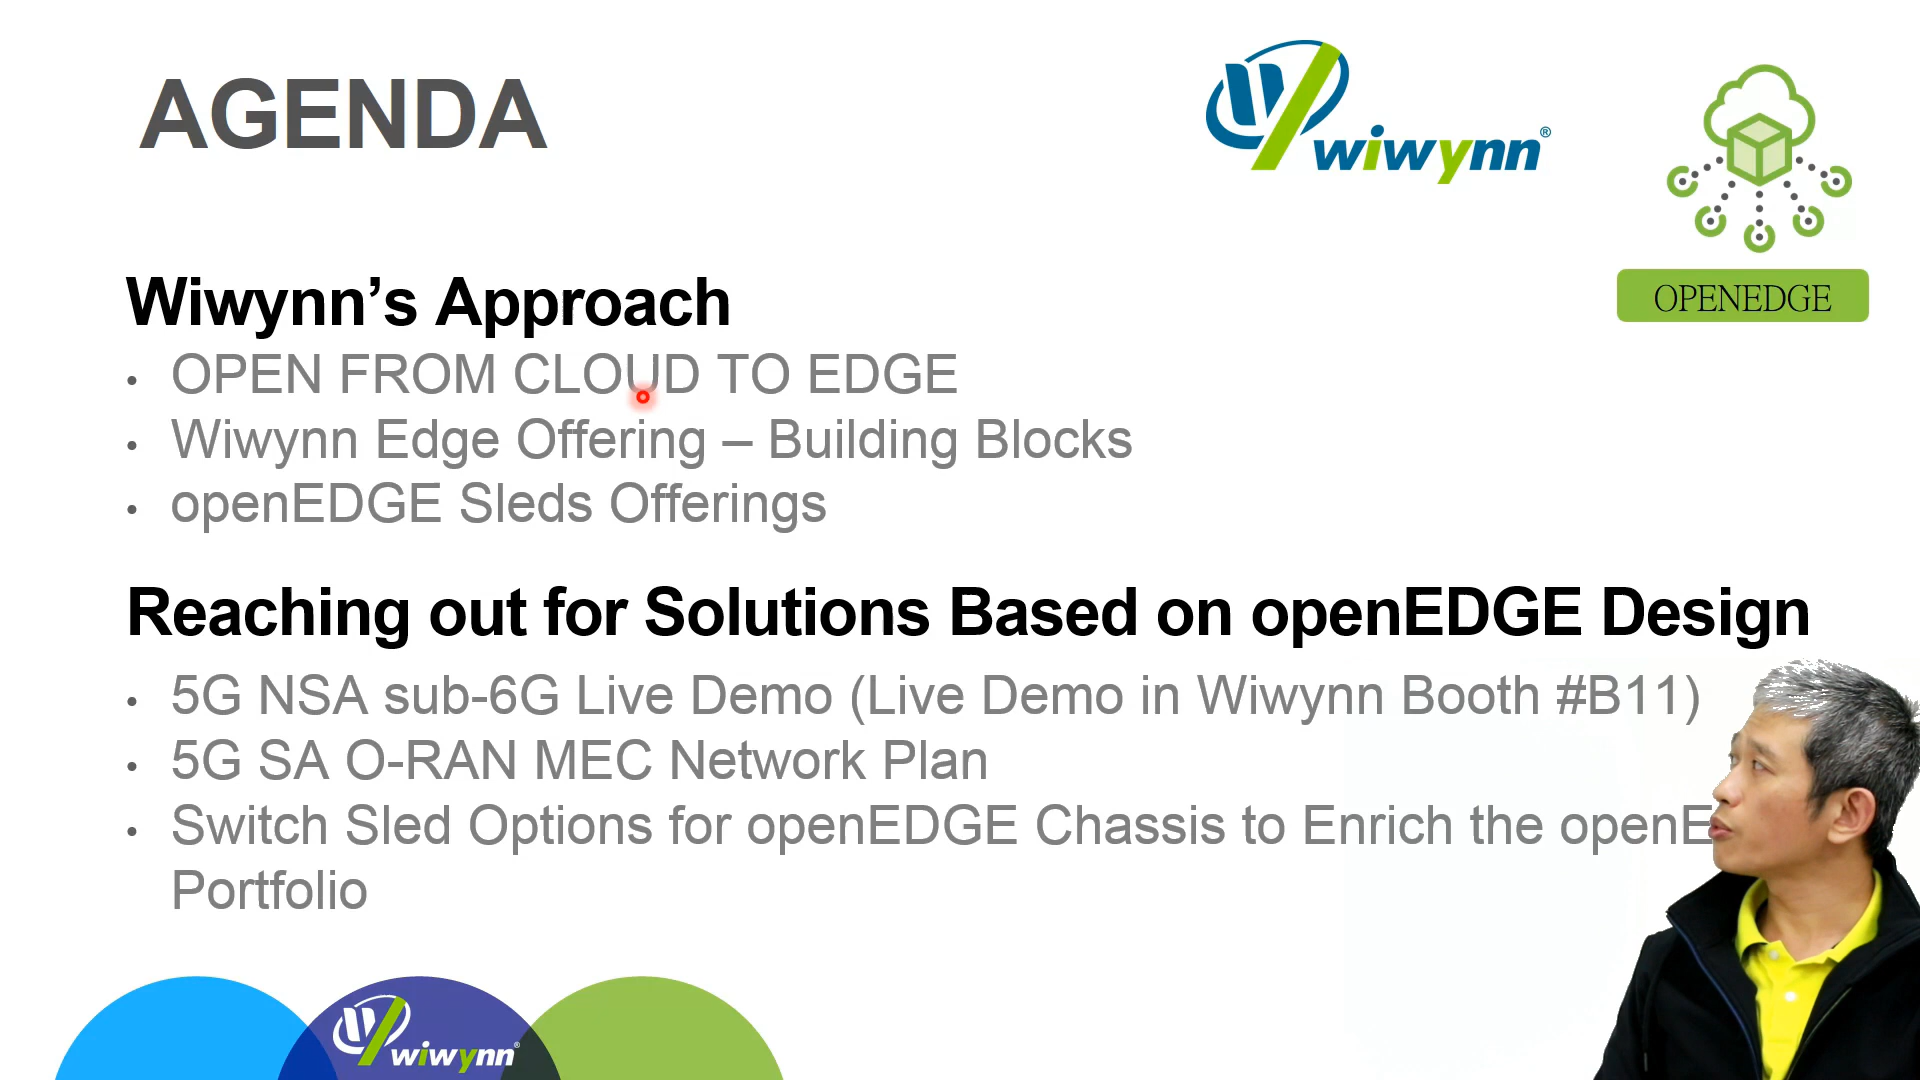 AGENDA
wiwynn®
OPENEDGE
Wiwynn’s Approach
• OPEN FROM CLOUD TO EDGE
• Wiwynn Edge Offering – Building Blocks
• openEDGE Sleds Offerings
Reaching out for Solutions Based on openEDGE Design
• 5G NSA sub-6G Live Demo (Live Demo in Wiwynn Booth #B11)
• 5G SA O-RAN MEC Network Plan
• Switch Sled Options for openEDGE Chassis to Enrich the openE
Portfolio
wiwynn®